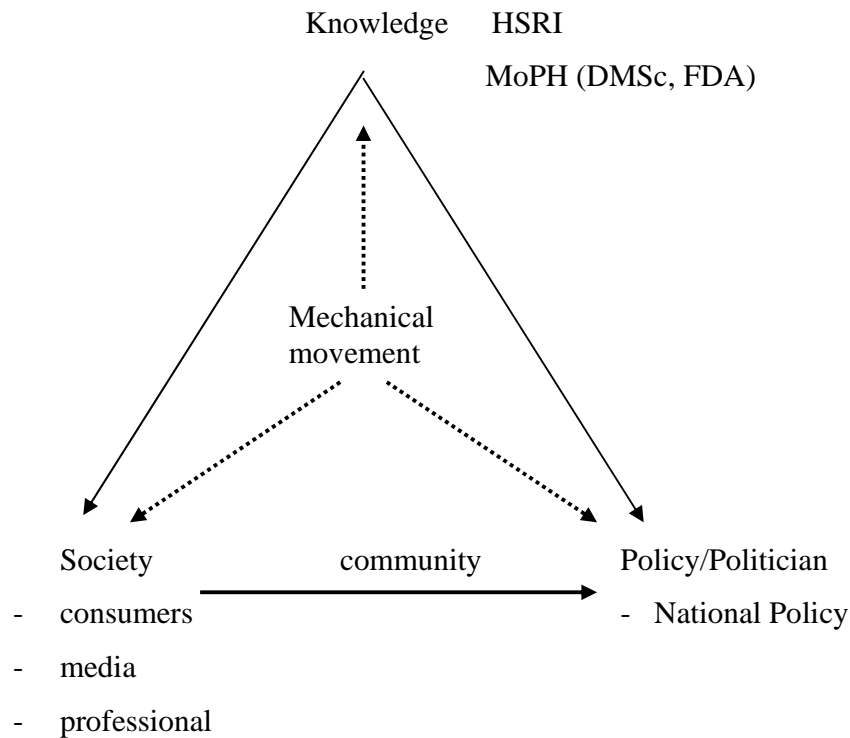 Knowledge HSRI
MoPH (DMSc, FDA)
Mechanical
movement
Society community Policy/Politician
- consumers - National Policy
- media
- professional